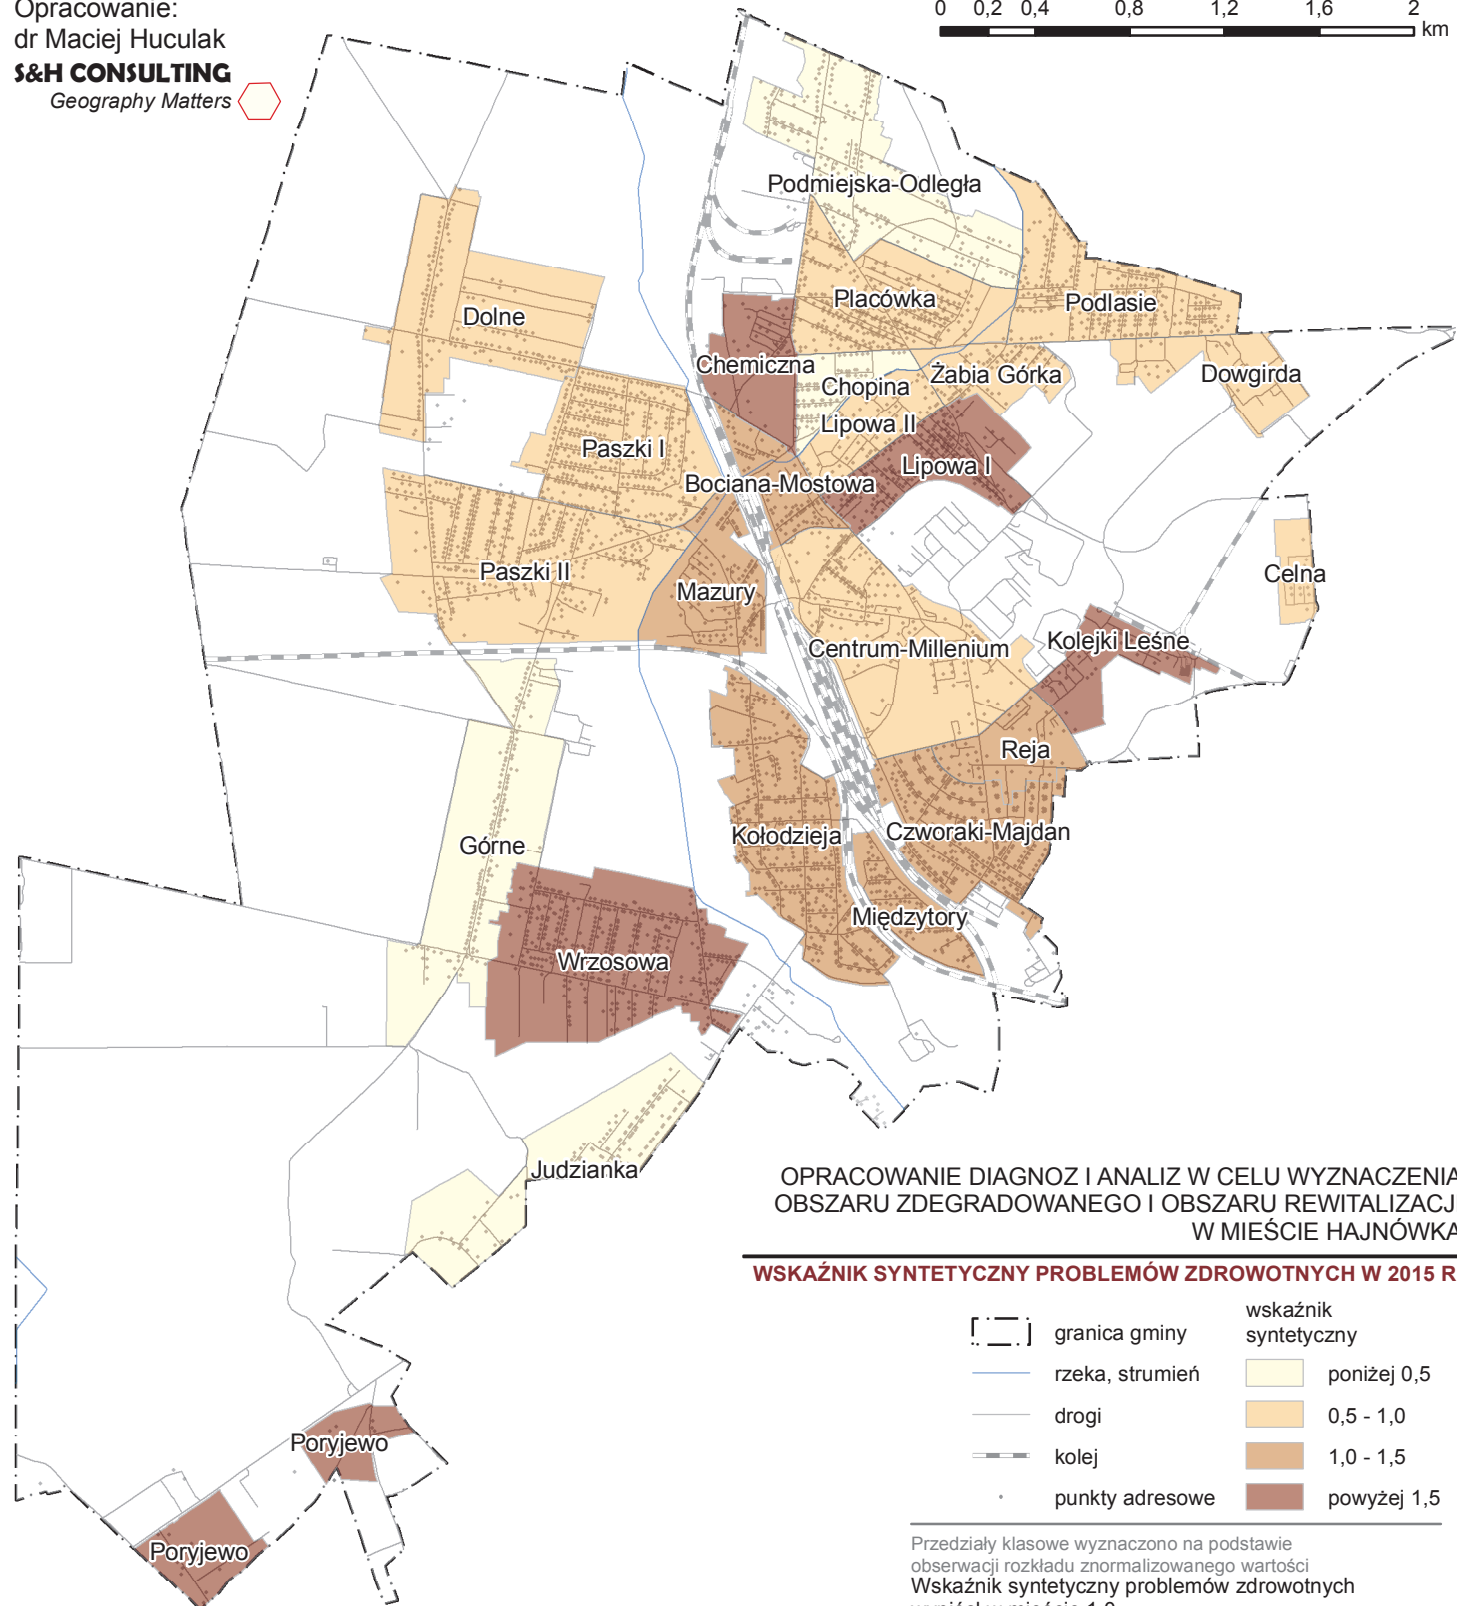 Opracowanie:
dr Maciej Huculak
S&H CONSULTING
Geography Matters
0 0,2 0,4 0,8 1,2 1,6 2
km
Podmiejska-Odległa
Placówka
Podlasie
Dolne
Chemiczna
Chopina
Żabia Górka
Dowgirda
Lipowa II
Paszki I
Lipowa I
Bociana-Mostowa
Paszki II
Mazury
Celna
Centrum-Millenium
Kolejki Leśne
Reja
Górne
Kołodzieja
Czworaki-Majdan
Międzytory
Wrzosowa
Judzianka
Poryjewo
Poryjewo
OPRACOWANIE DIAGNOZ I ANALIZ W CELU WYZNACZENIA
OBSZARU ZDEGRADOWANEGO I OBSZARU REWITALIZACJI
W MIEŚCIE HAJNÓWKA
WSKAŹNIK SYNTETYCZNY PROBLEMÓW ZDROWOTNYCH W 2015 R
wskaźnik
syntetyczny
granica gminy
rzeka, strumień
drogi
kolej
punkty adresowe
poniżej 0,5
0,5 - 1,0
1,0 - 1,5
powyżej 1,5
Przedziały klasowe wyznaczono na podstawie
obserwacji rozkładu znormalizowanego wartości
Wskaźnik syntetyczny problemów zdrowotnych